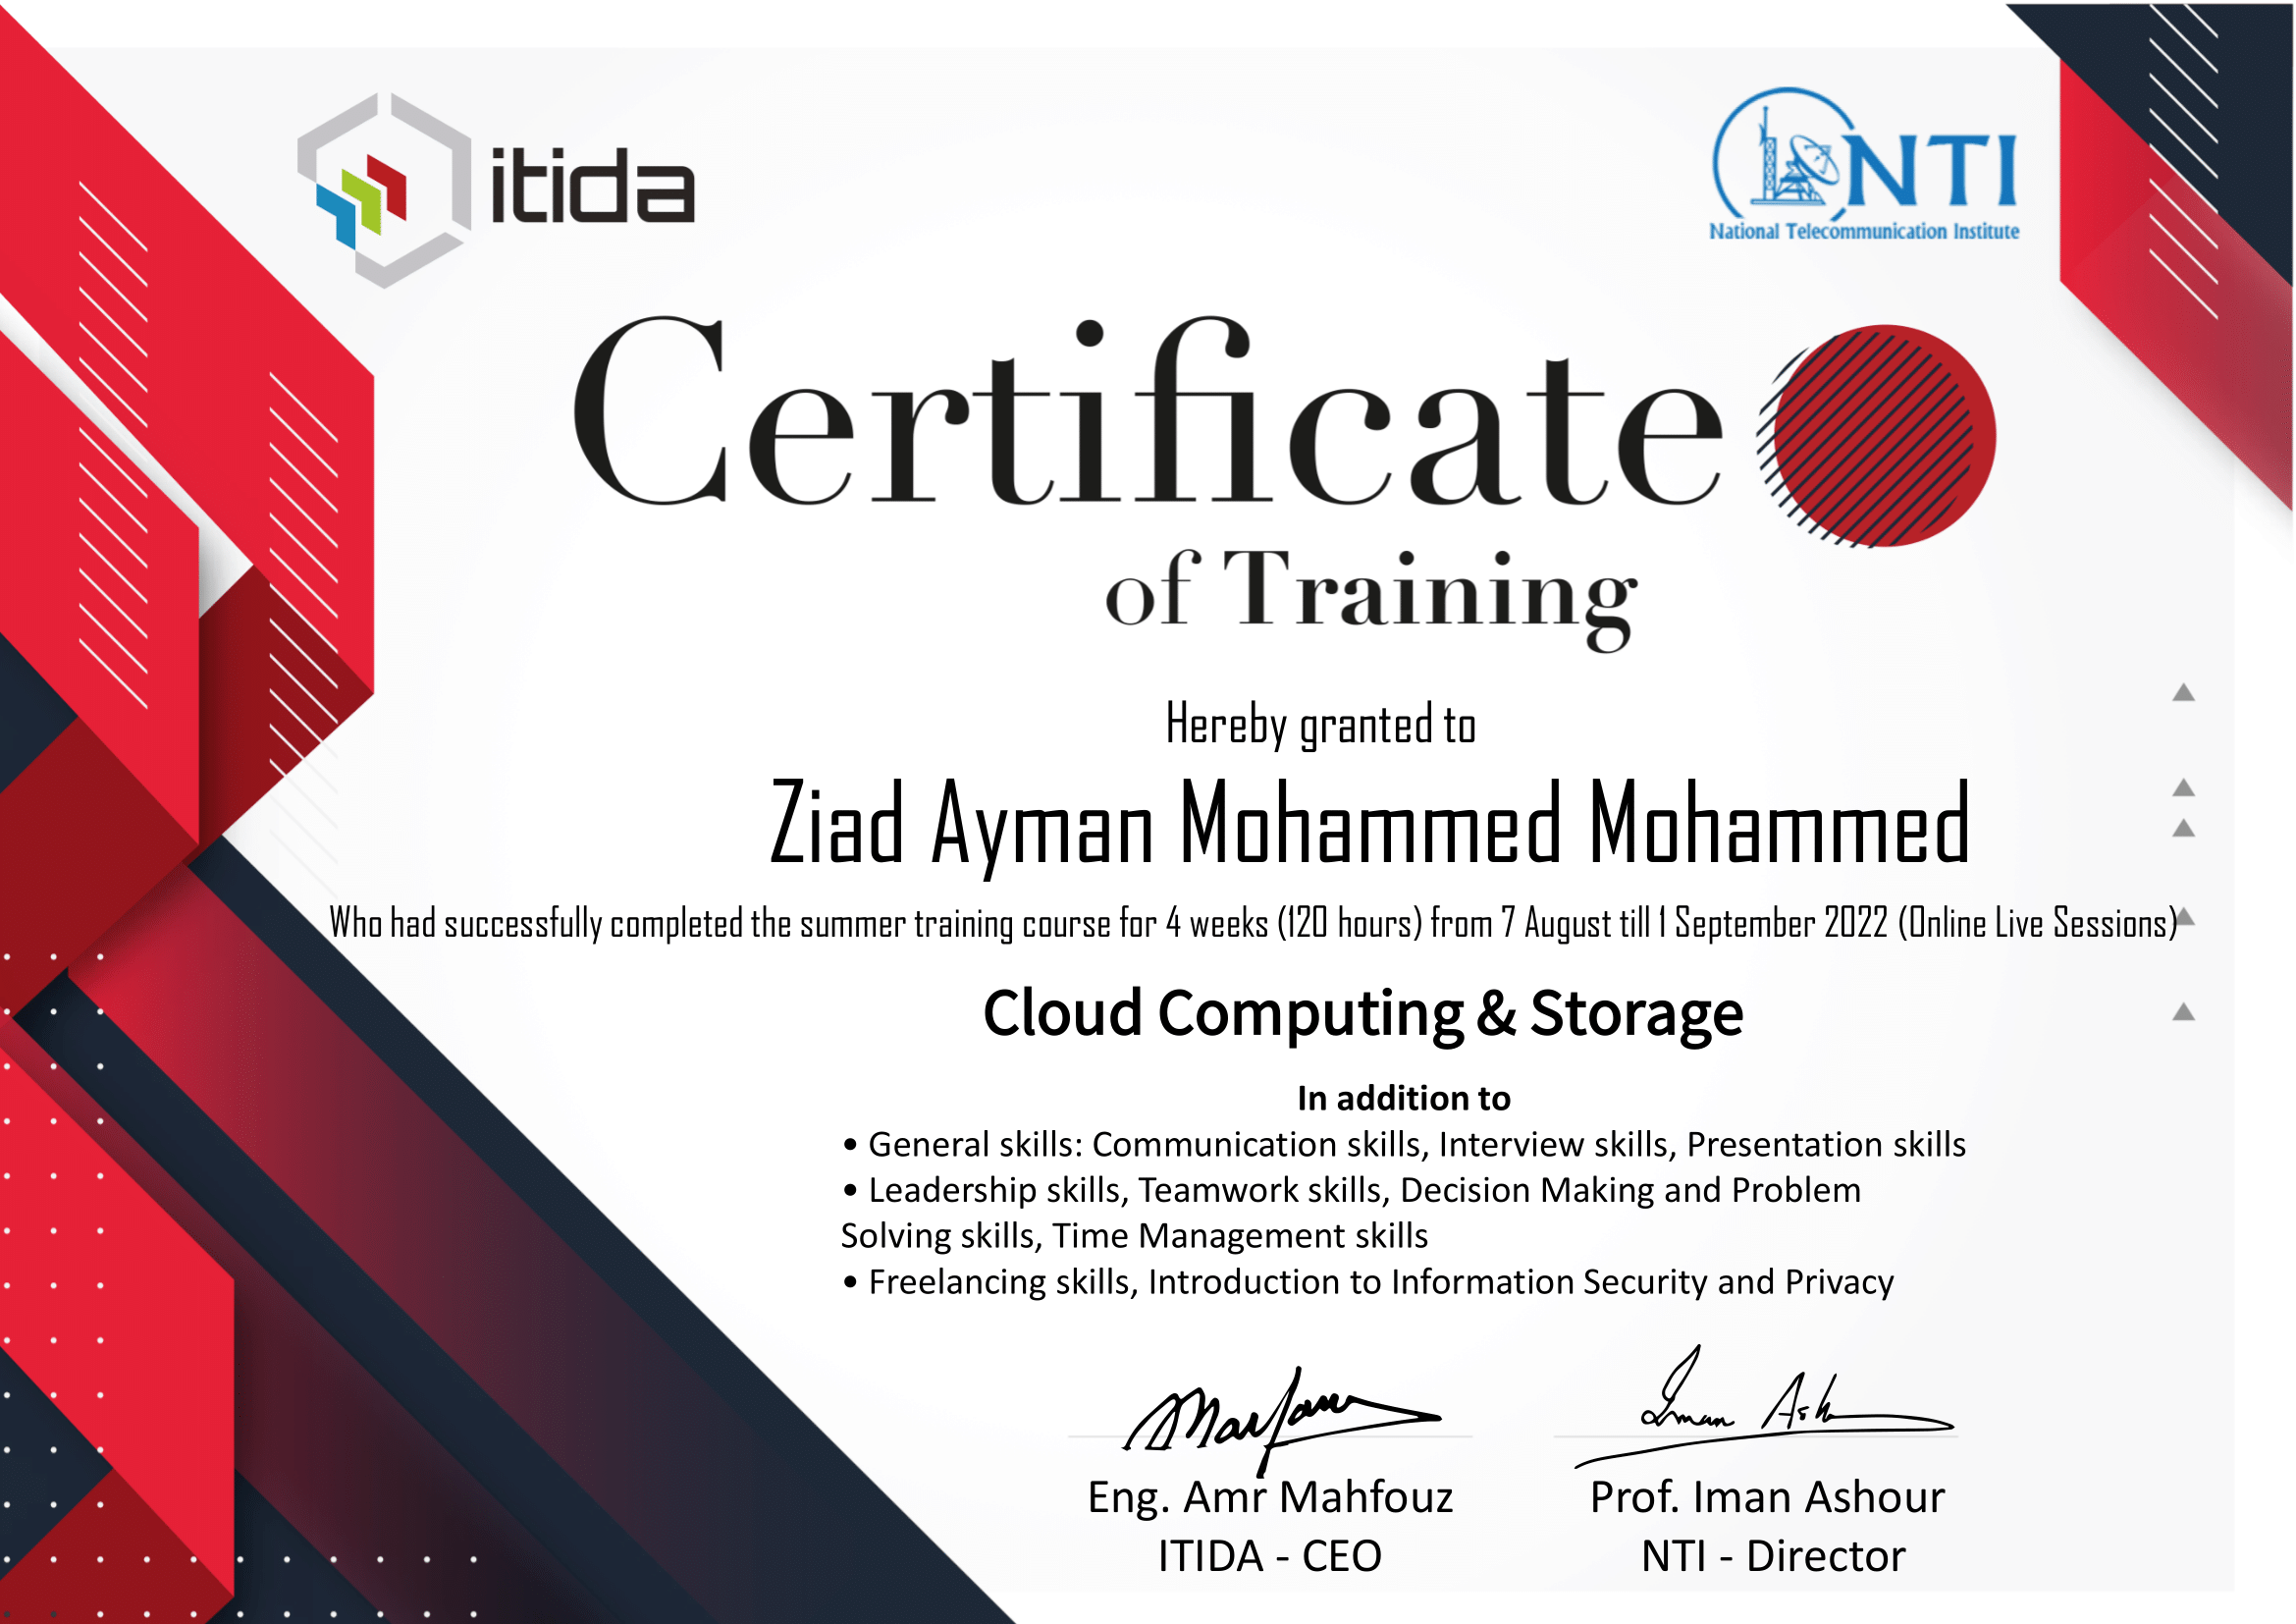 itida
NTI
National Telecommunication Institute
Certificate
of Training
Hereby granted to
Ziad Ayman Mohammed Mohammed
Who had successfully completed the summer training course for 4 weeks (120 hours) from 7 August till 1 September 2022 (Online Live Sessions)
Cloud Computing & Storage
In addition to
• General skills: Communication skills, Interview skills, Presentation skills
• Leadership skills, Teamwork skills, Decision Making and Problem
Solving skills, Time Management skills
• Freelancing skills, Introduction to Information Security and Privacy
Iman Ash
Eng. Amr Mahfouz
Prof. Iman Ashour
ITIDA - CEO
NTI - Director